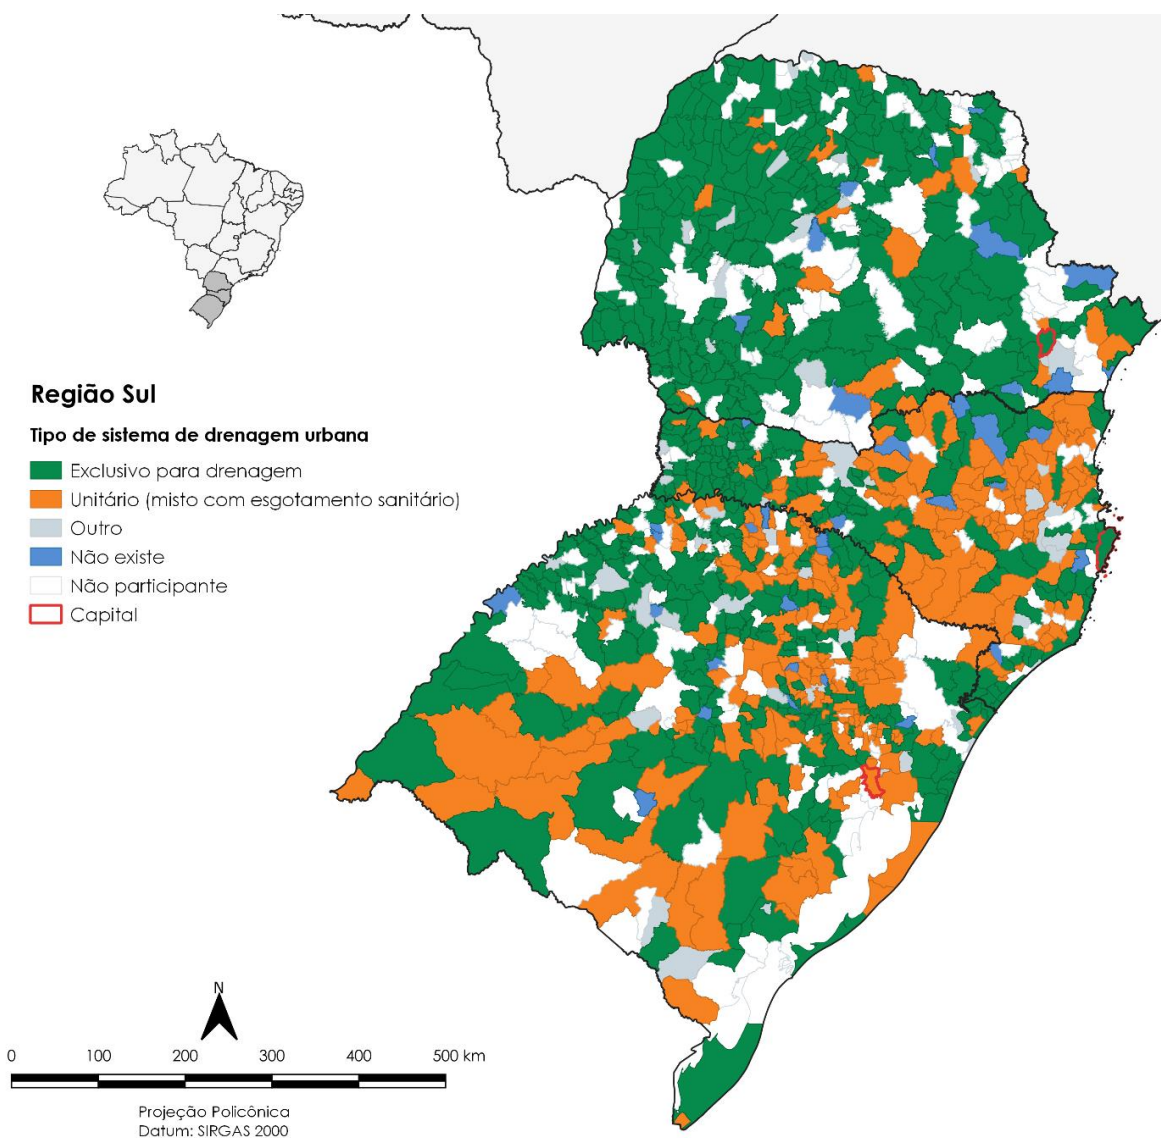 Região Sul
Tipo de sistema de drenagem urbana
Exclusivo para drenagem
Unitário (misto com esgotamento sanitário)
Outro
Não existe
Não participante
Capital
N
0 100 200 300 400 500 km
Projeção Policônica
Datum: SIRGAS 2000